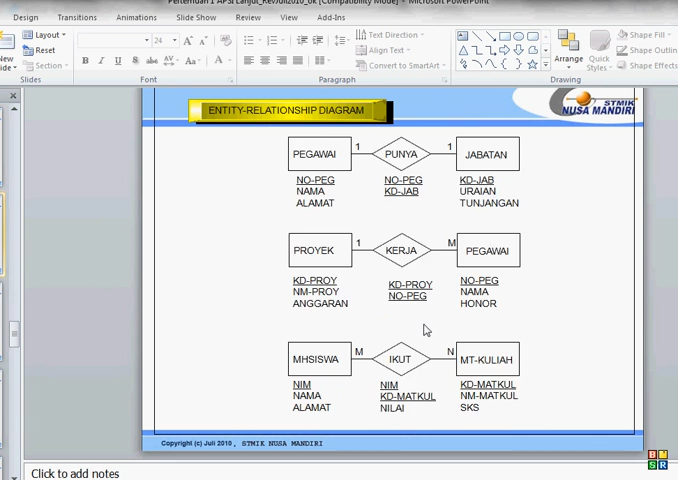 Pertemuan 1 APSI Lanjut_RevJuli2010_ok [Compatibility Mode] - Microsoft PowerPoint
Design Transitions Animations Slide Show Review View Add-Ins
Layout
Reset
Section
New
Slide
24
Text Direction
Align Text
Convert to SmartArt
Arrange
Quick
Styles
Shape Fill
Shape Outlin
Shape Effects
Slides Font Paragraph Drawing
ENTITY-RELATIONSHIP DIAGRAM
STMIK
NUSA MANDIRI
PEGAWAI 1 PUNYA 1 JABATAN
NO-PEG NO-PEG KD-JAB
NAMA KD-JAB URAIAN
ALAMAT TUNJANGAN
PROYEK 1 KERJA M PEGAWAI
KD-PROY KD-PROY NO-PEG
NM-PROY NO-PEG NAMA
ANGGARAN HONOR
MHSISWA M IKUT N MT-KULIAH
NIM NIM KD-MATKUL
NAMA KD-MATKUL NM-MATKUL
ALAMAT NILAI SKS
Copyright (c) Juli 2010 , STMIK NUSA MANDIRI
B S R
Click to add notes